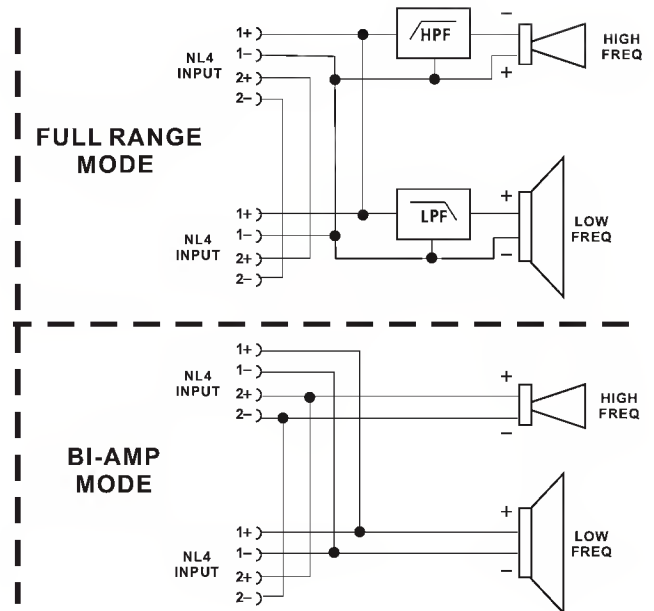 1+
1−
NL4
INPUT
2+
2−
HPF
−
+
HIGH
FREQ
FULL RANGE
MODE
1+
1−
NL4
INPUT
2+
2−
LPF
+
−
LOW
FREQ
1+
1−
NL4
INPUT
2+
2−
+
−
HIGH
FREQ
BI-AMP
MODE
1+
1−
NL4
INPUT
2+
2−
+
−
LOW
FREQ